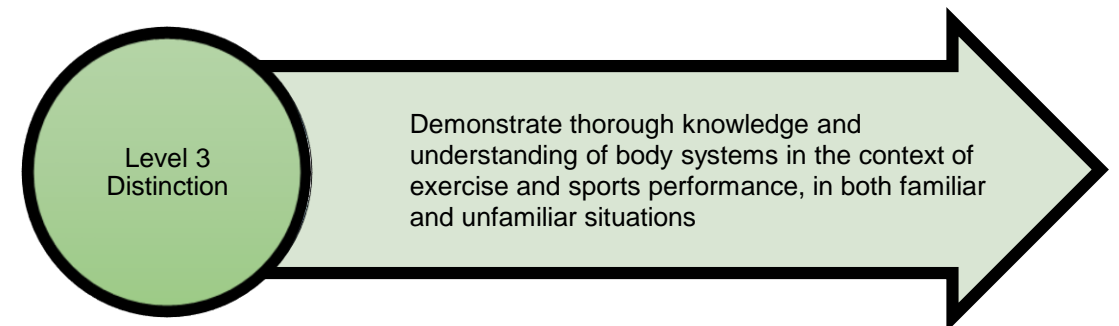 Level 3
Distinction
Demonstrate thorough knowledge and
understanding of body systems in the context of
exercise and sports performance, in both familiar
and unfamiliar situations